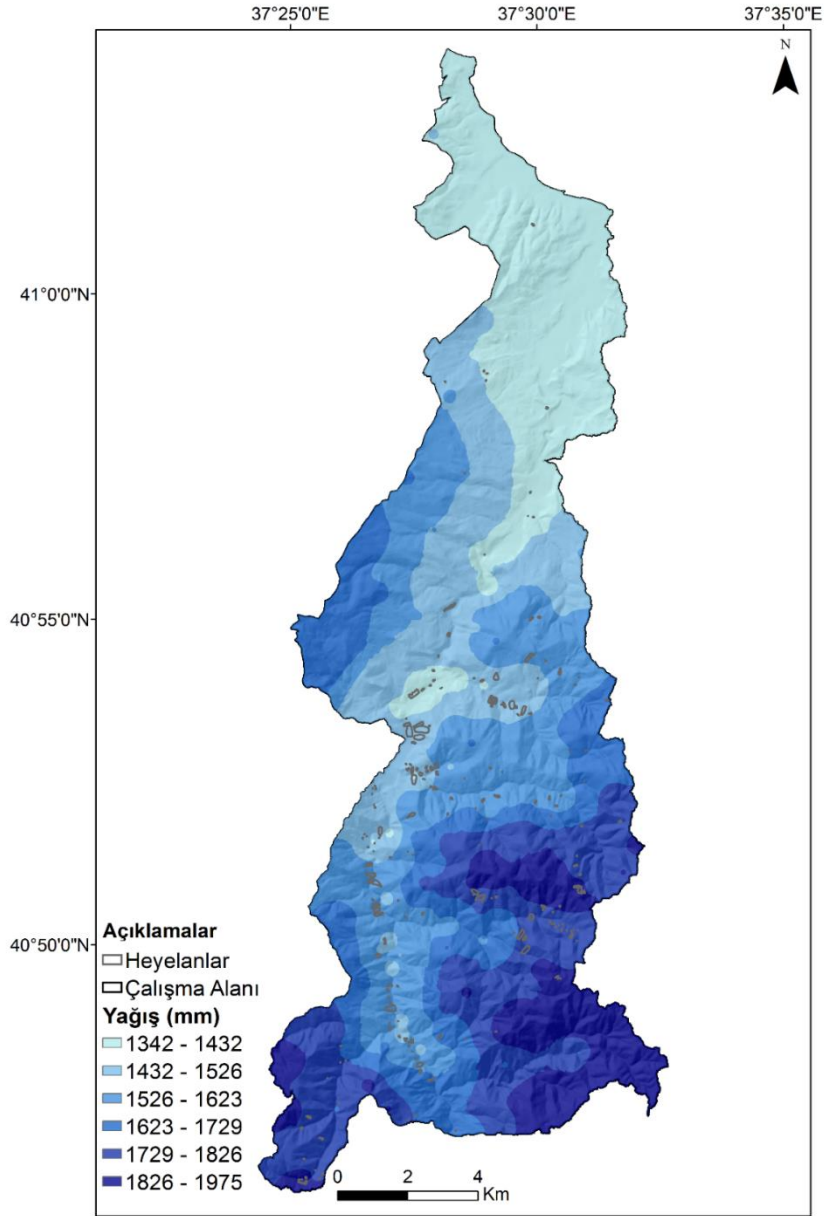 37°25'0"E 37°30'0"E 37°35'0"E
N
41°0'0"N
40°55'0"N
40°50'0"N
Açıklamalar
Heyelanlar
Çalışma Alanı
Yağış (mm)
1342 - 1432
1432 - 1526
1526 - 1623
1623 - 1729
1729 - 1826
1826 - 1975
0 2 4
Km